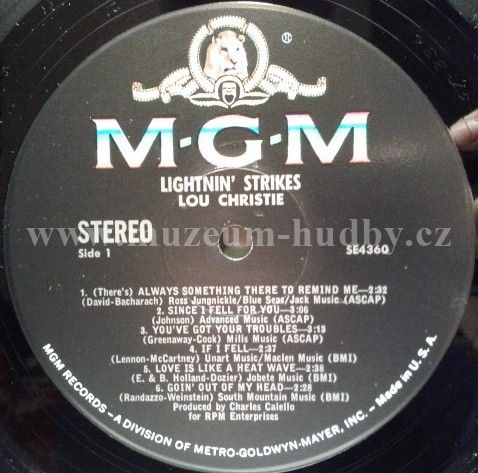 M·G·M
LIGHTNIN' STRIKES
LOU CHRISTIE
www.muzeum-hudby.cz
STEREO
Side 1
SE4360
1. (There's) ALWAYS SOMETHING THERE TO REMIND ME—2:32
(David-Bacharach) Ross Jungnickle/Blue Seas/Jack Music (ASCAP)
2. SINCE I FELL FOR YOU—3:06
(Johnson) Advanced Music (ASCAP)
3. YOU'VE GOT YOUR TROUBLES—3:13
(Greenaway-Cook) Mills Music (ASCAP)
4. IF I FELL—2:37
(Lennon-McCartney) Unart Music/Maclen Music (BMI)
5. LOVE IS LIKE A HEAT WAVE—2:38
(E. & B. Holland-Dozier) Jobete Music (BMI)
6. GOIN' OUT OF MY HEAD—2:28
(Randazzo-Weinstein) South Mountain Music (BMI)
Produced by Charles Calello
for RPM Enterprises
MGM RECORDS – A DIVISION OF METRO-GOLDWYN-MAYER, INC. – Made in U. S. A.